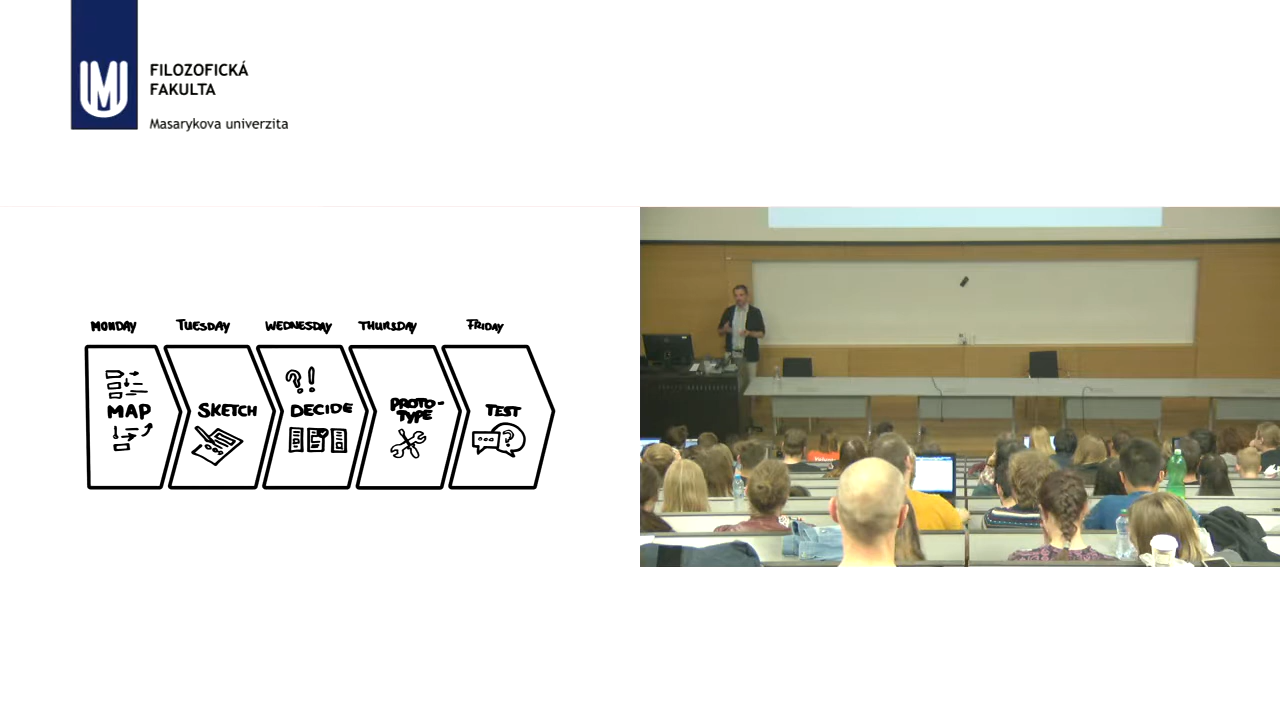 FILOZOFICKÁ
FAKULTA
Masarykova univerzita
MONDAY TUESDAY WEDNESDAY THURSDAY FRIDAY
MAP SKETCH ?! DECIDE PROTO-
TYPE TEST
?